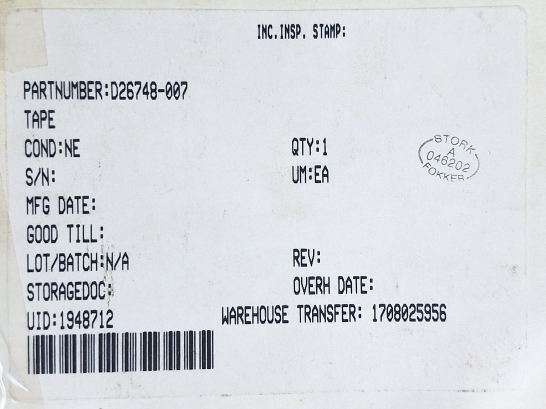 INC.INSP. STAMP:
PARTNUMBER:D26748-007
TAPE
COND:NE QTY:1
S/N: UM:EA
STORK
A
046202
FOKKER
MFG DATE:
GOOD TILL:
LOT/BATCH:N/A REV:
STORAGEDOC: OVERH DATE:
UID:1948712 WAREHOUSE TRANSFER: 1708025956